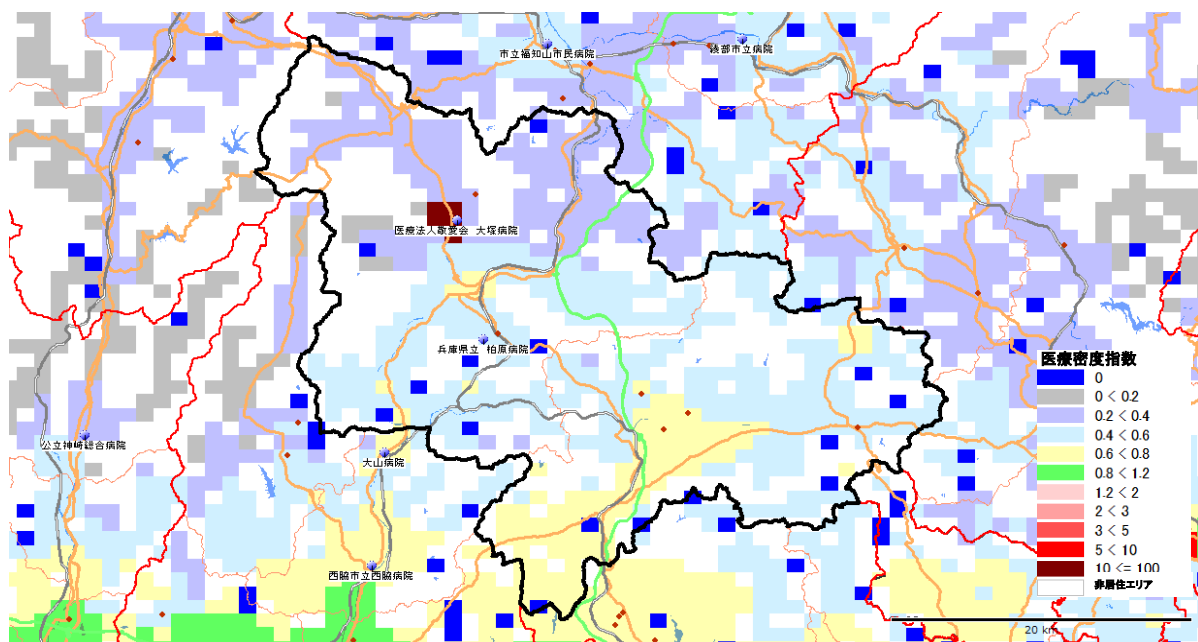 市立福知山市民病院
綾部市立病院
医療法人敬愛会 大塚病院
兵庫県立 柏原病院
公立神崎総合病院
大山病院
西脇市立西脇病院
医療密度指数
0
0 < 0.2
0.2 < 0.4
0.4 < 0.6
0.6 < 0.8
0.8 < 1.2
1.2 < 2
2 < 3
3 < 5
5 < 10
10 <= 100
非居住エリア
20 km